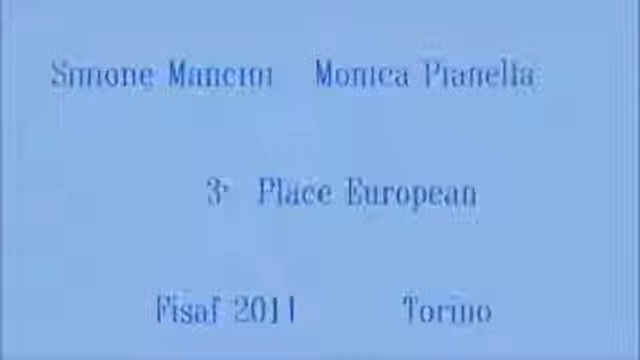 Simone Mancini Monica Pianella
3° Place European
Fisaf 2011 Torino